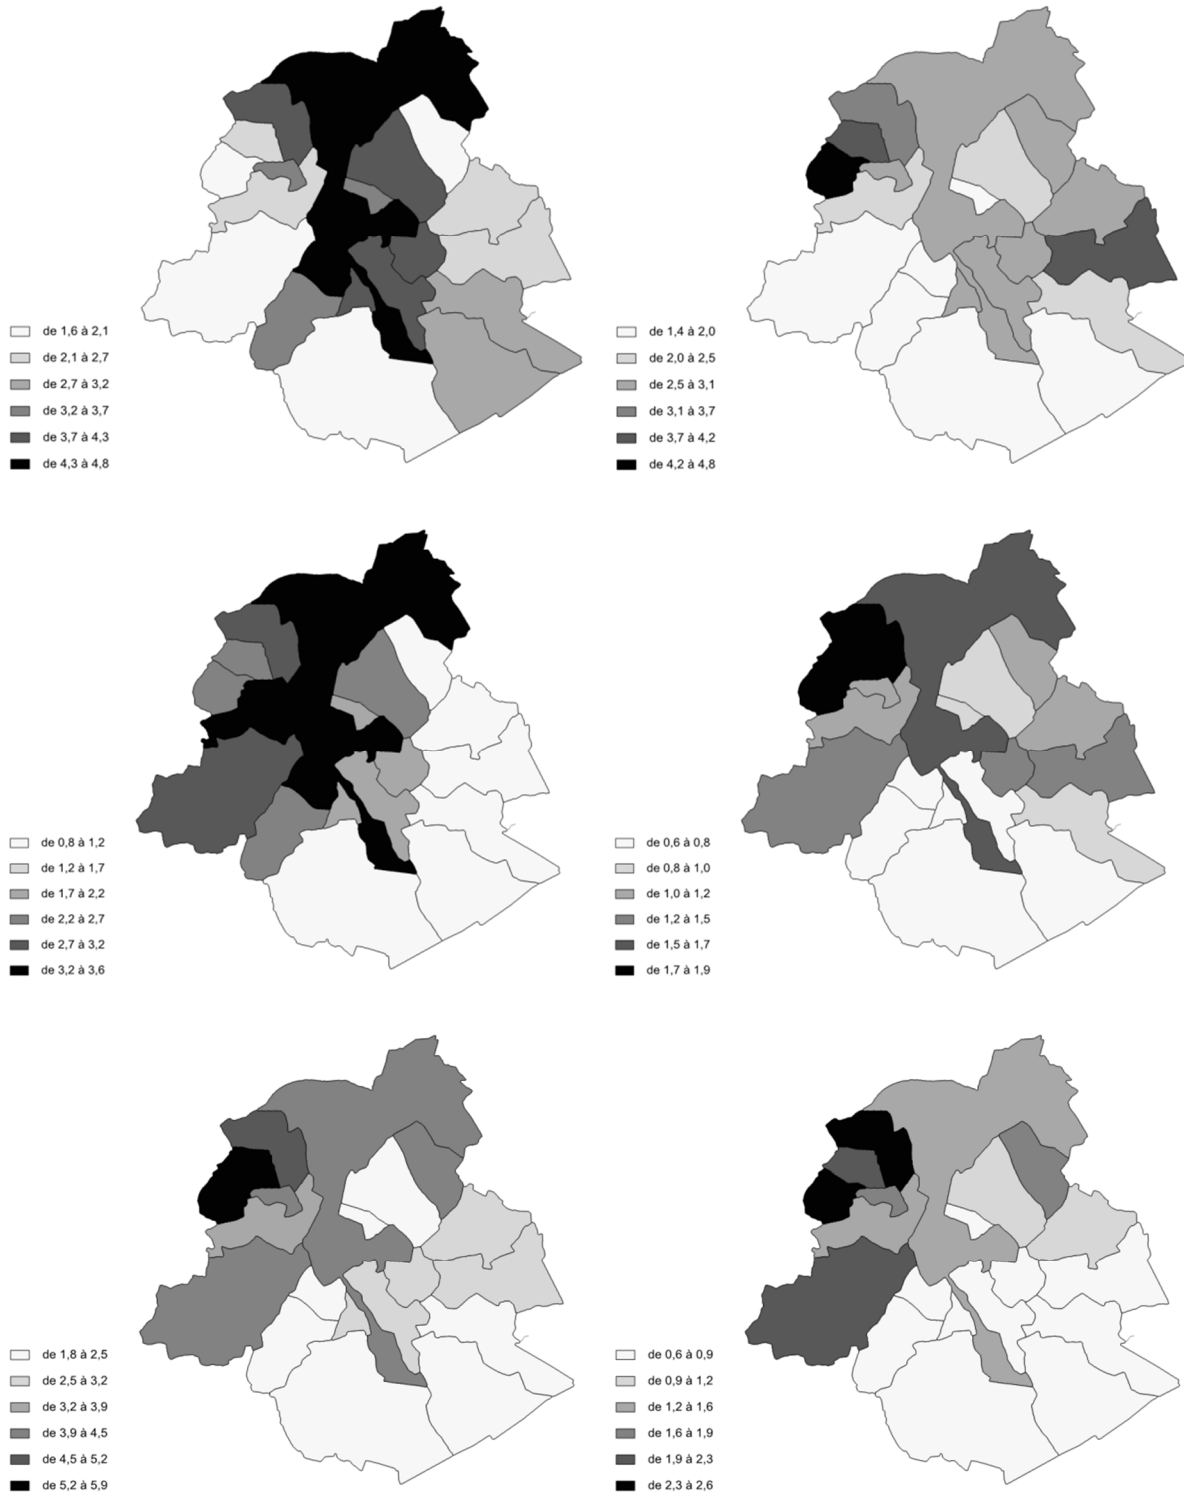 de 1,6 à 2,1
de 2,1 à 2,7
de 2,7 à 3,2
de 3,2 à 3,7
de 3,7 à 4,3
de 4,3 à 4,8
de 1,4 à 2,0
de 2,0 à 2,5
de 2,5 à 3,1
de 3,1 à 3,7
de 3,7 à 4,2
de 4,2 à 4,8
de 0,8 à 1,2
de 1,2 à 1,7
de 1,7 à 2,2
de 2,2 à 2,7
de 2,7 à 3,2
de 3,2 à 3,6
de 0,6 à 0,8
de 0,8 à 1,0
de 1,0 à 1,2
de 1,2 à 1,5
de 1,5 à 1,7
de 1,7 à 1,9
de 1,8 à 2,5
de 2,5 à 3,2
de 3,2 à 3,9
de 3,9 à 4,5
de 4,5 à 5,2
de 5,2 à 5,9
de 0,6 à 0,9
de 0,9 à 1,2
de 1,2 à 1,6
de 1,6 à 1,9
de 1,9 à 2,3
de 2,3 à 2,6